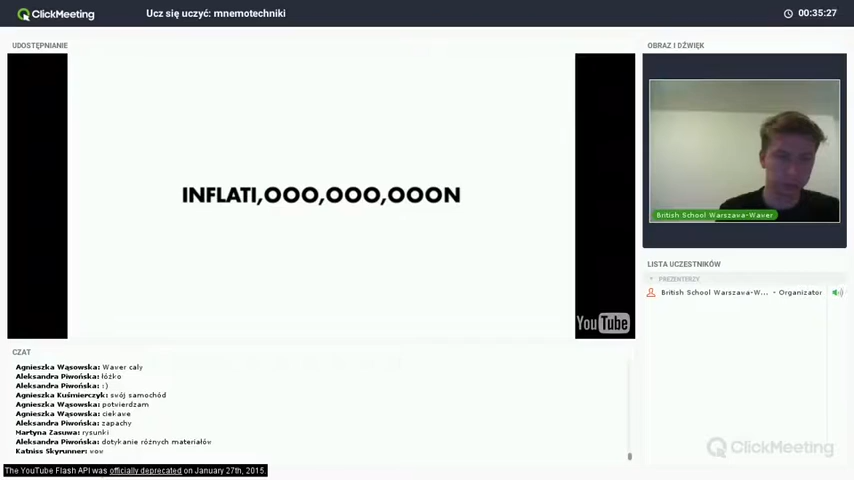 ClickMeeting
Ucz się uczyć: mnemotechniki
00:35:27
UDOSTĘPNIANIE
INFLATI,OOO,OOO,OOON
YouTube
OBRAZ I DŹWIĘK
British School Warszawa-Waver
LISTA UCZESTNIKÓW
PREZENTERZY
British School Warszawa-W... - Organizator
CZAT
Agnieszka Wąsowska: Waver cały
Aleksandra Piwońska: łóżko
Aleksandra Piwońska: :)
Agnieszka Kuśmierczyk: swój samochód
Agnieszka Wąsowska: potwierdzam
Agnieszka Wąsowska: ciekawe
Aleksandra Piwońska: zapachy
Martyna Zasuwa: rysunki
Aleksandra Piwońska: dotykanie różnych materiałów
Katniss Skyrunner: wow
ClickMeeting
The YouTube Flash API was officially deprecated on January 27th, 2015.